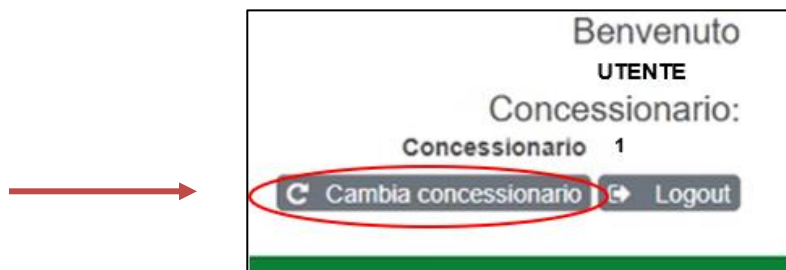 Benvenuto
UTENTE
Concessionario:
Concessionario 1
Cambia concessionario Logout